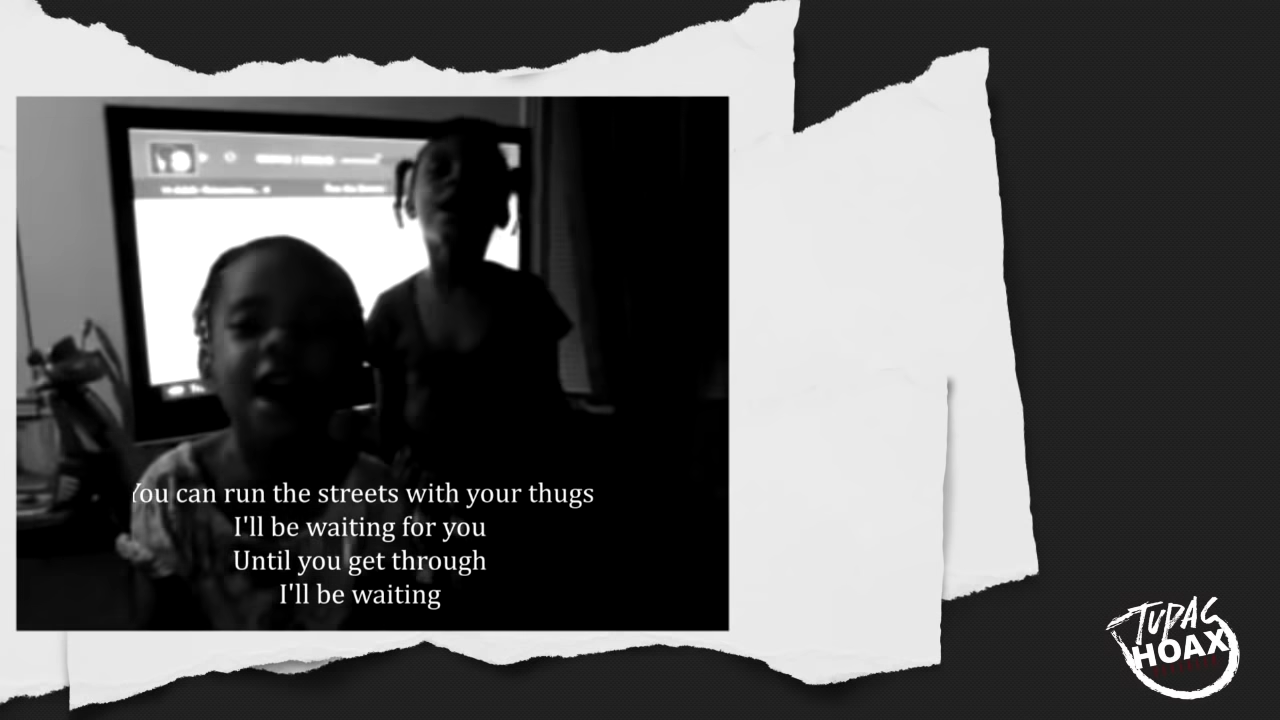 You can run the streets with your thugs
I'll be waiting for you
Until you get through
I'll be waiting
TUPAC
HOAX